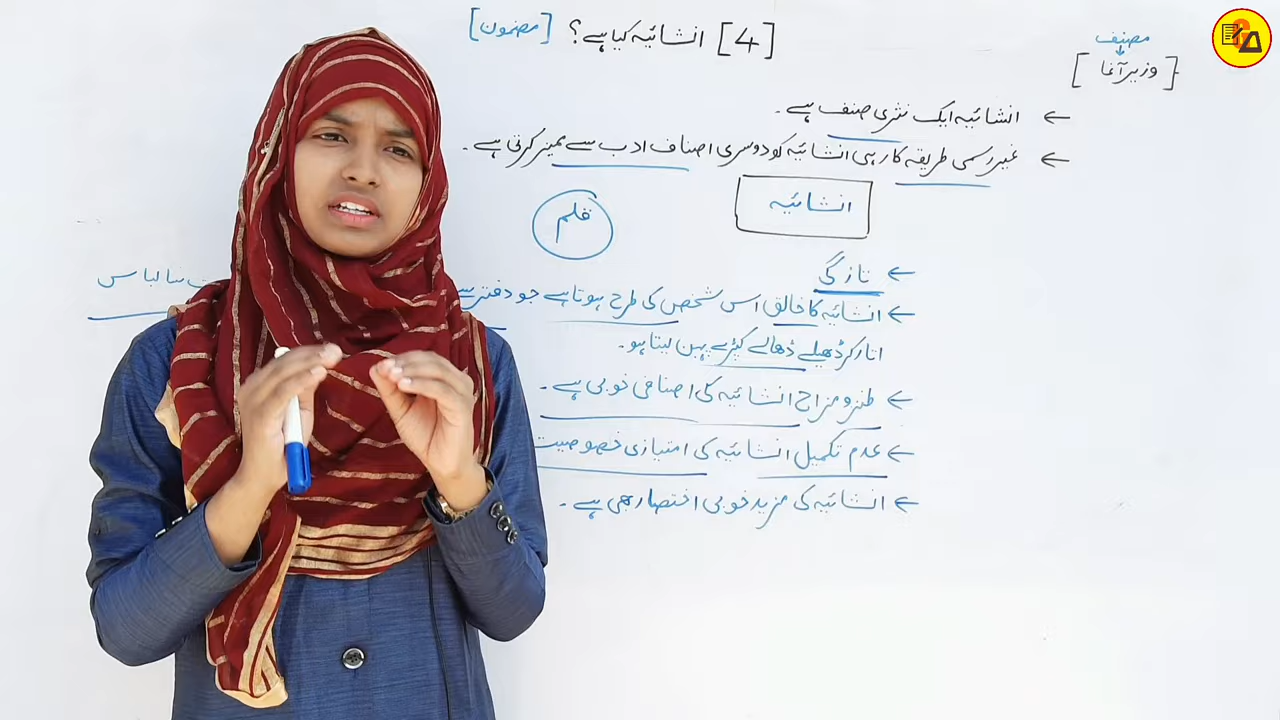 [4] انشائیہ کیا ہے؟ [مضمون]
مصنف
↓
[وزیر آغا]
← انشائیہ ایک نثری صنف ہے۔
← غیر رسمی طریقہ کار ہی انشائیہ کو دوسری اصناف ادب سے ممیز کرتی ہے۔
انشائیہ
قلم
← تازگی
← انشائیہ کا خالق اس شخص کی طرح ہوتا ہے جو دفتر سے سا لباس
اتار کر ڈھیلے ڈھالے کپڑے پہن لیتا ہو۔
← طنز و مزاح انشائیہ کی اضافی خوبی ہے۔
← عدم تکمیل انشائیہ کی امتیازی خصوصیت
← انشائیہ کی مزید خوبی اختصار بھی ہے۔